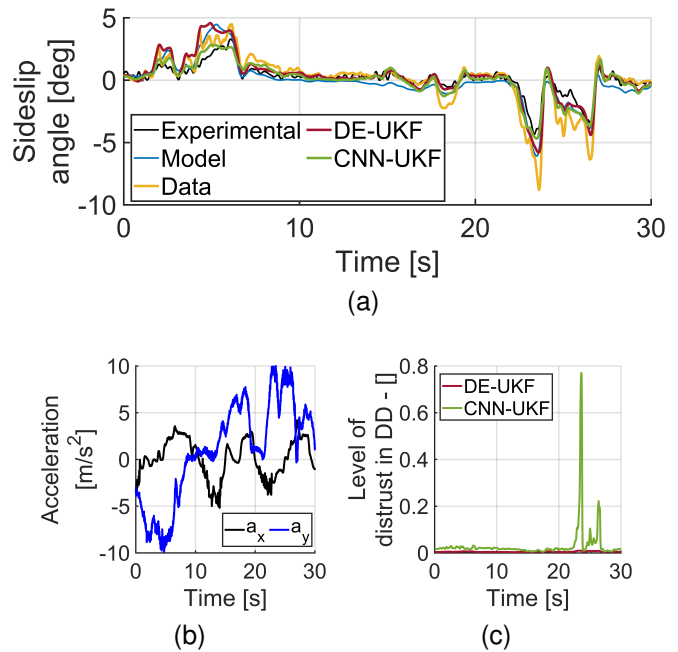 5
0
-5
-10
Sideslip
angle [deg]
Experimental
Model
Data
DE-UKF
CNN-UKF
0 10 20 30
Time [s]
(a)
10
5
0
-5
-10
Acceleration
[m/s²]
a_x a_y
0 10 20 30
Time [s]
(b)
DE-UKF
CNN-UKF
0.8
0.6
0.4
0.2
0
Level of
distrust in DD - []
0 10 20 30
Time [s]
(c)